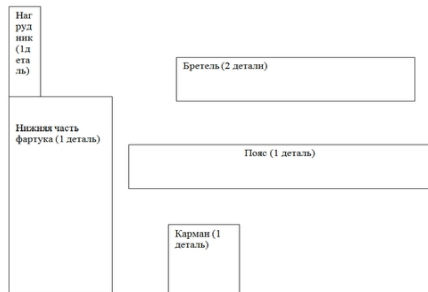 Наг
руд
ник
(1д
ета
ль)
Бретель (2 детали)
Нижняя часть
фартука (1 деталь)
Пояс (1 деталь)
Карман (1
деталь)